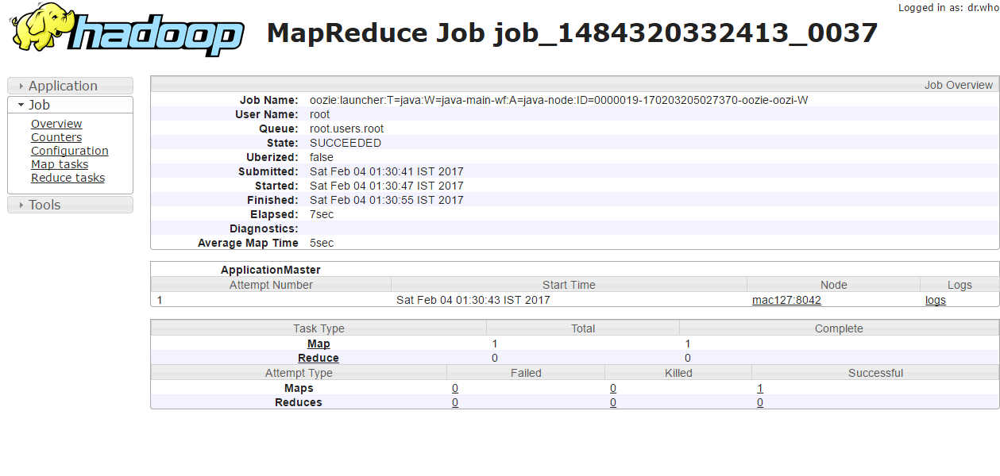 Logged in as: dr.who
hadoop
MapReduce Job job_1484320332413_0037
Application
Job
Overview
Counters
Configuration
Map tasks
Reduce tasks
Tools
Job Overview
Job Name: oozie:launcher:T=java:W=java-main-wf:A=java-node:ID=0000019-170203205027370-oozie-oozi-W
User Name: root
Queue: root.users.root
State: SUCCEEDED
Uberized: false
Submitted: Sat Feb 04 01:30:41 IST 2017
Started: Sat Feb 04 01:30:47 IST 2017
Finished: Sat Feb 04 01:30:55 IST 2017
Elapsed: 7sec
Diagnostics:
Average Map Time 5sec
ApplicationMaster
Attempt Number Start Time Node Logs
1 Sat Feb 04 01:30:43 IST 2017 mac127:8042 logs
Task Type Total Complete
Map 1 1
Reduce 0 0
Attempt Type Failed Killed Successful
Maps 0 0 1
Reduces 0 0 0